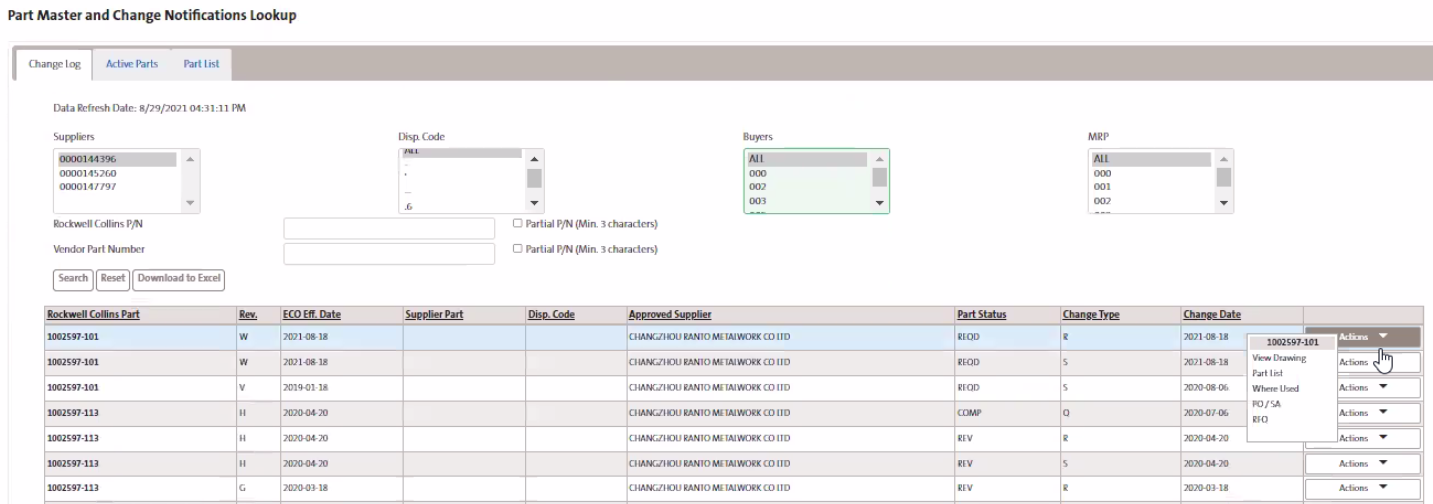 Part Master and Change Notifications Lookup
Change Log Active Parts Part List
Data Refresh Date: 8/29/2021 04:31:11 PM
Suppliers Disp. Code Buyers MRP
0000144396 ALL ALL ALL
0000145260 . 000 000
0000147797 002 001
.6 003 002
Rockwell Collins P/N Partial P/N (Min. 3 characters)
Vendor Part Number Partial P/N (Min. 3 characters)
Search Reset Download to Excel
Rockwell Collins Part Rev. ECO Eff. Date Supplier Part Disp. Code Approved Supplier Part Status Change Type Change Date
1002597-101 W 2021-08-18 CHANGZHOU RANTO METALWORK CO LTD REQD R 2021-08-18 Actions
1002597-101 W 2021-08-18 CHANGZHOU RANTO METALWORK CO LTD REQD S 2021-08-18 Actions
1002597-101 V 2019-01-18 CHANGZHOU RANTO METALWORK CO LTD REQD S 2020-08-06 Actions
1002597-113 H 2020-04-20 CHANGZHOU RANTO METALWORK CO LTD COMP Q 2020-07-06 Actions
1002597-113 H 2020-04-20 CHANGZHOU RANTO METALWORK CO LTD REV R 2020-04-20 Actions
1002597-113 H 2020-04-20 CHANGZHOU RANTO METALWORK CO LTD REV S 2020-04-20 Actions
1002597-113 G 2020-03-18 CHANGZHOU RANTO METALWORK CO LTD REV R 2020-03-18 Actions
1002597-101
View Drawing
Part List
Where Used
PO / SA
RFQ